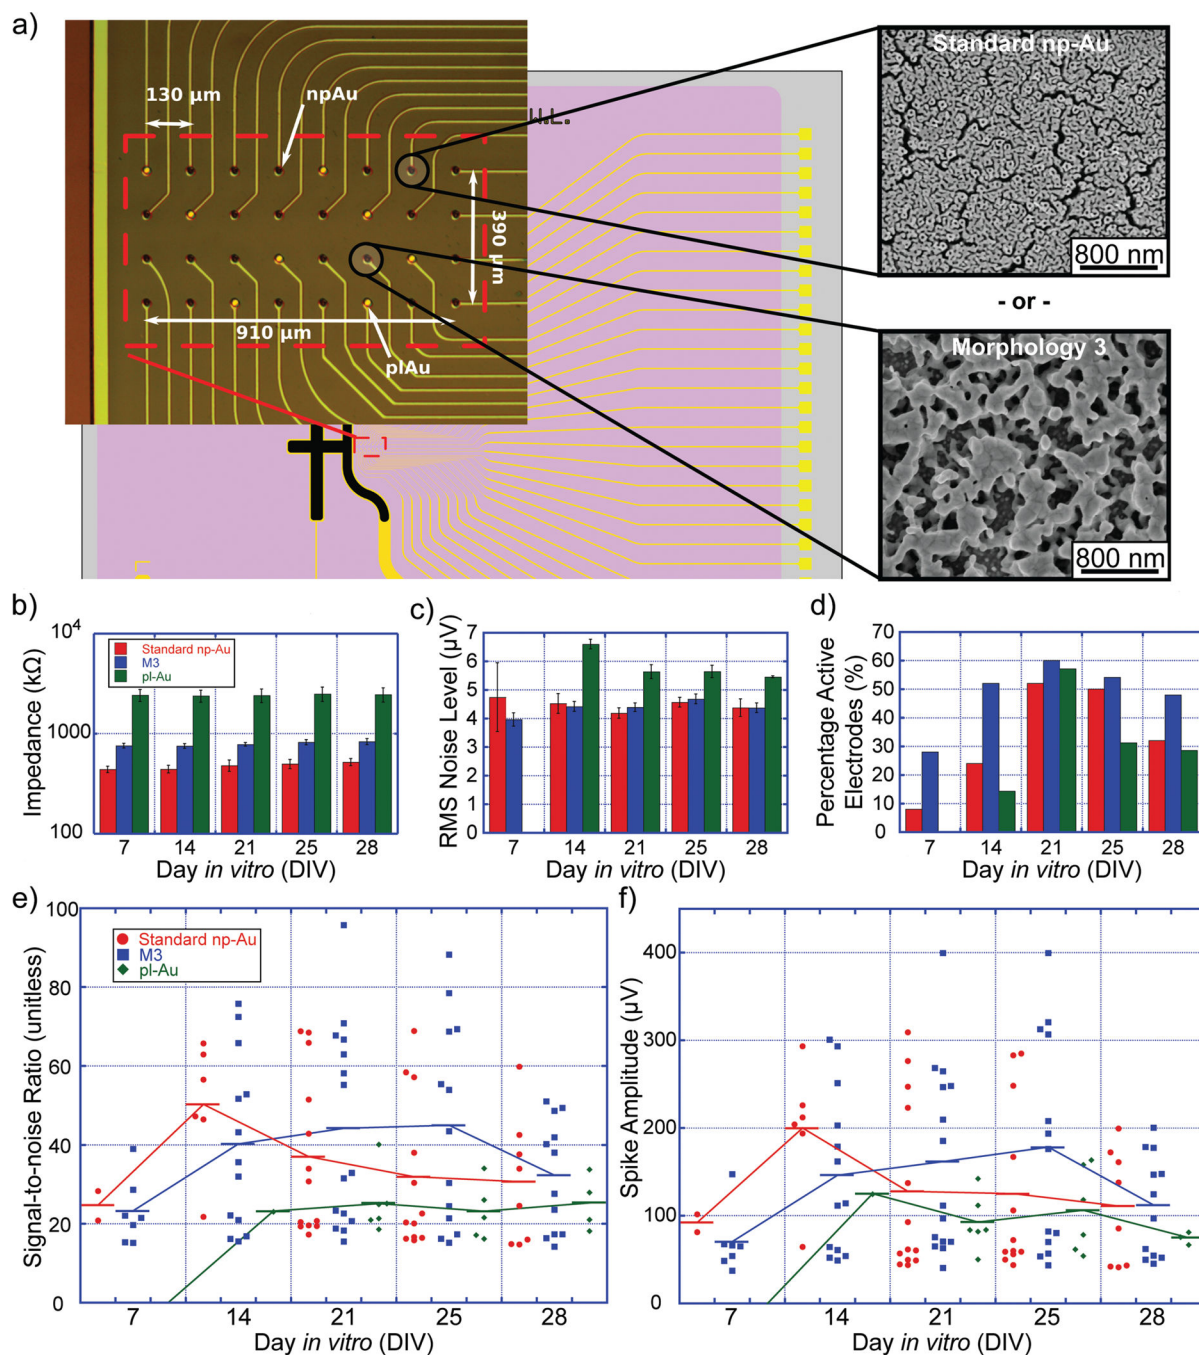 a)
130 µm
npAu
390 µm
910 µm
plAu
Standard np-Au
800 nm
- or -
Morphology 3
800 nm
b)
Impedance (kΩ)
10⁴
1000
100
Standard np-Au
M3
pl-Au
7 14 21 25 28
Day in vitro (DIV)
c)
RMS Noise Level (µV)
7
6
5
4
3
2
1
0
7 14 21 25 28
Day in vitro (DIV)
d)
Percentage Active
Electrodes (%)
70
60
50
40
30
20
10
0
7 14 21 25 28
Day in vitro (DIV)
e)
Signal-to-noise Ratio (unitless)
100
80
60
40
20
0
Standard np-Au
M3
pl-Au
7 14 21 25 28
Day in vitro (DIV)
f)
Spike Amplitude (µV)
400
300
200
100
0
7 14 21 25 28
Day in vitro (DIV)